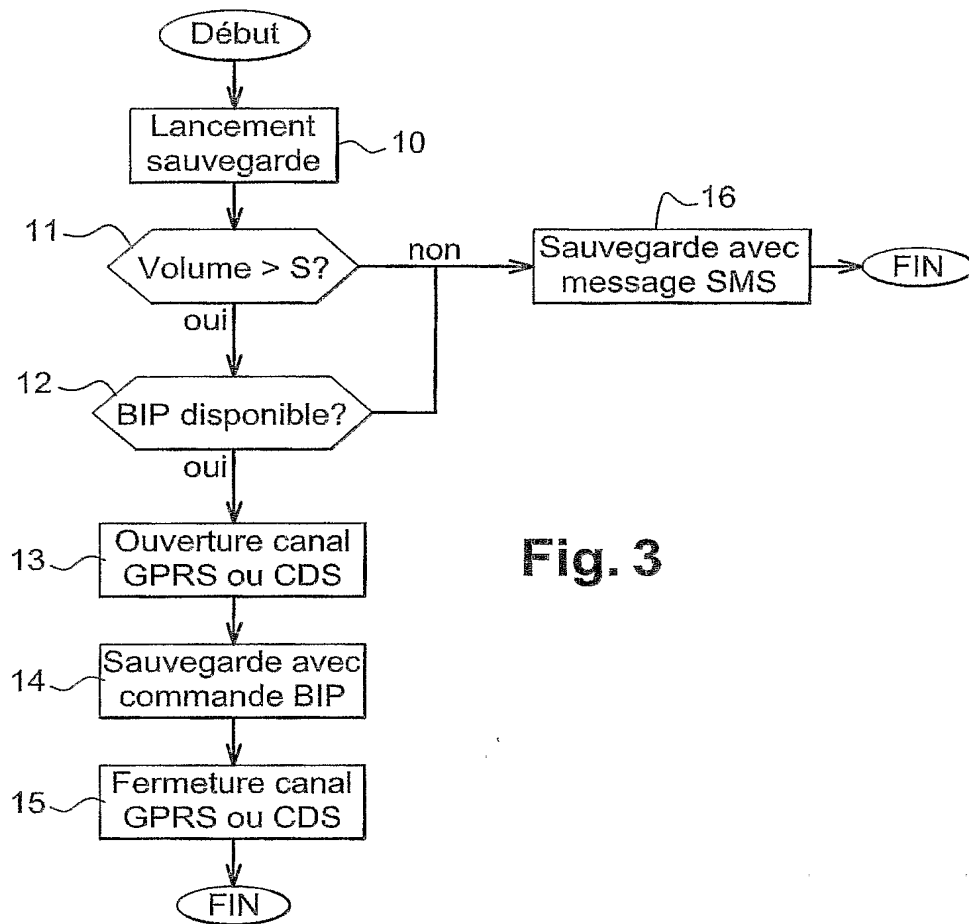 Début
Lancement
sauvegarde
10
11
Volume > S?
non
16
Sauvegarde avec
message SMS
FIN
oui
12
BIP disponible?
oui
13
Ouverture canal
GPRS ou CDS
Fig. 3
14
Sauvegarde avec
commande BIP
15
Fermeture canal
GPRS ou CDS
FIN